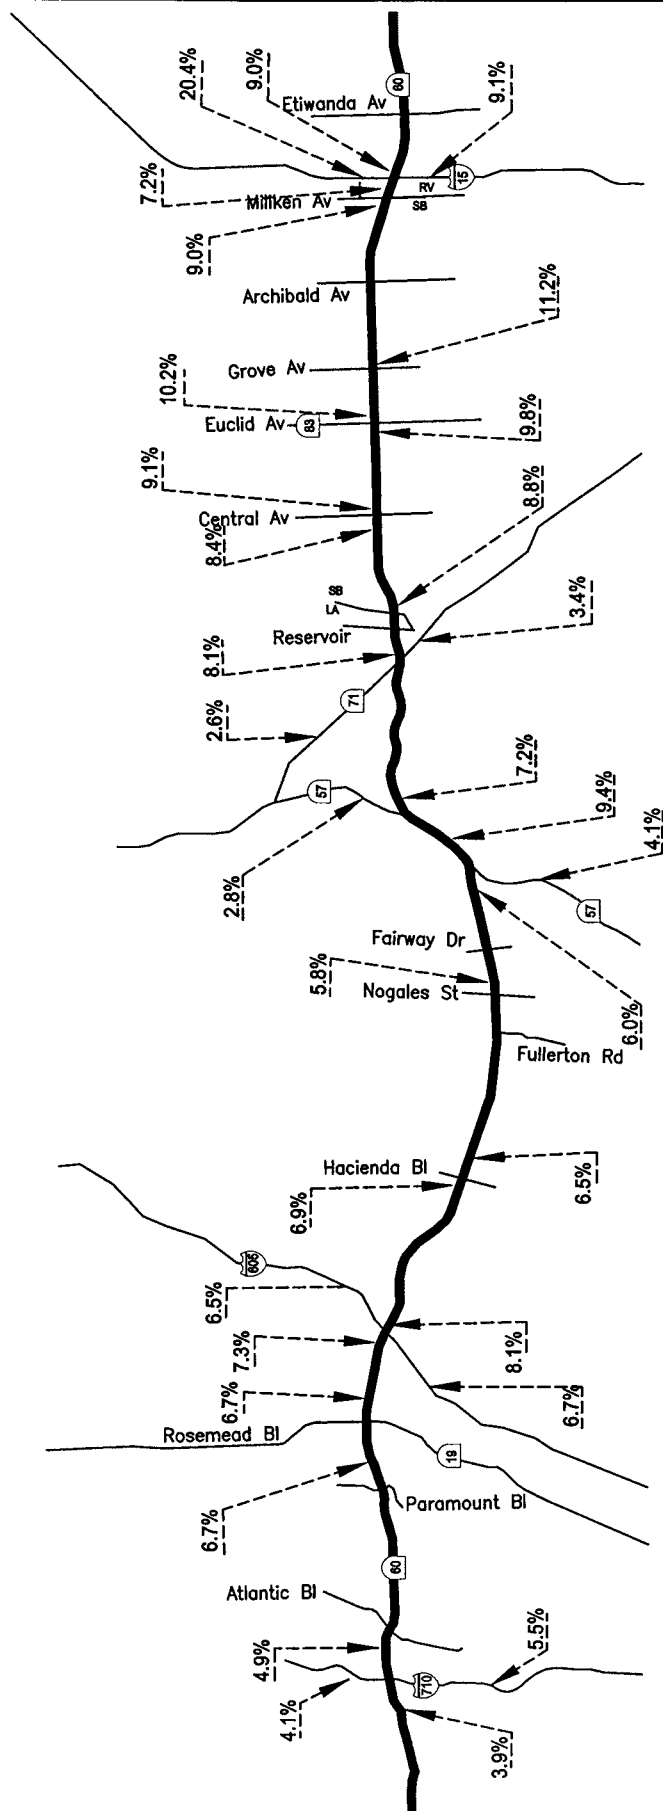 20.4%
9.0%
60
Etiwanda Av
9.1%
7.2%
RV
15
Milliken Av
SB
9.0%
Archibald Av
11.2%
Grove Av
10.2%
Euclid Av
83
9.8%
9.1%
8.8%
Central Av
8.4%
SB
LA
Reservoir
3.4%
8.1%
71
2.6%
57
7.2%
9.4%
4.1%
2.8%
57
Fairway Dr
5.8%
Nogales St
6.0%
Fullerton Rd
Hacienda Bl
6.5%
6.9%
605
6.5%
7.3%
8.1%
6.7%
6.7%
Rosemead Bl
19
6.7%
Paramount Bl
60
Atlantic Bl
4.9%
5.5%
4.1%
710
3.9%